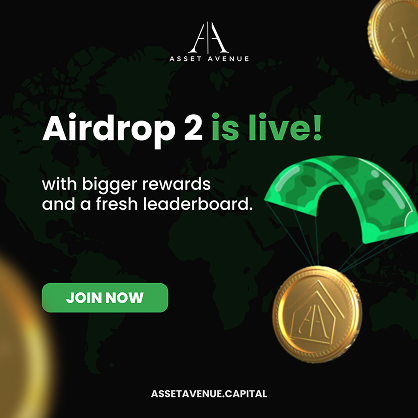 ASSET AVENUE
Airdrop 2 is live!
with bigger rewards
and a fresh leaderboard.
JOIN NOW
ASSETAVENUE.CAPITAL